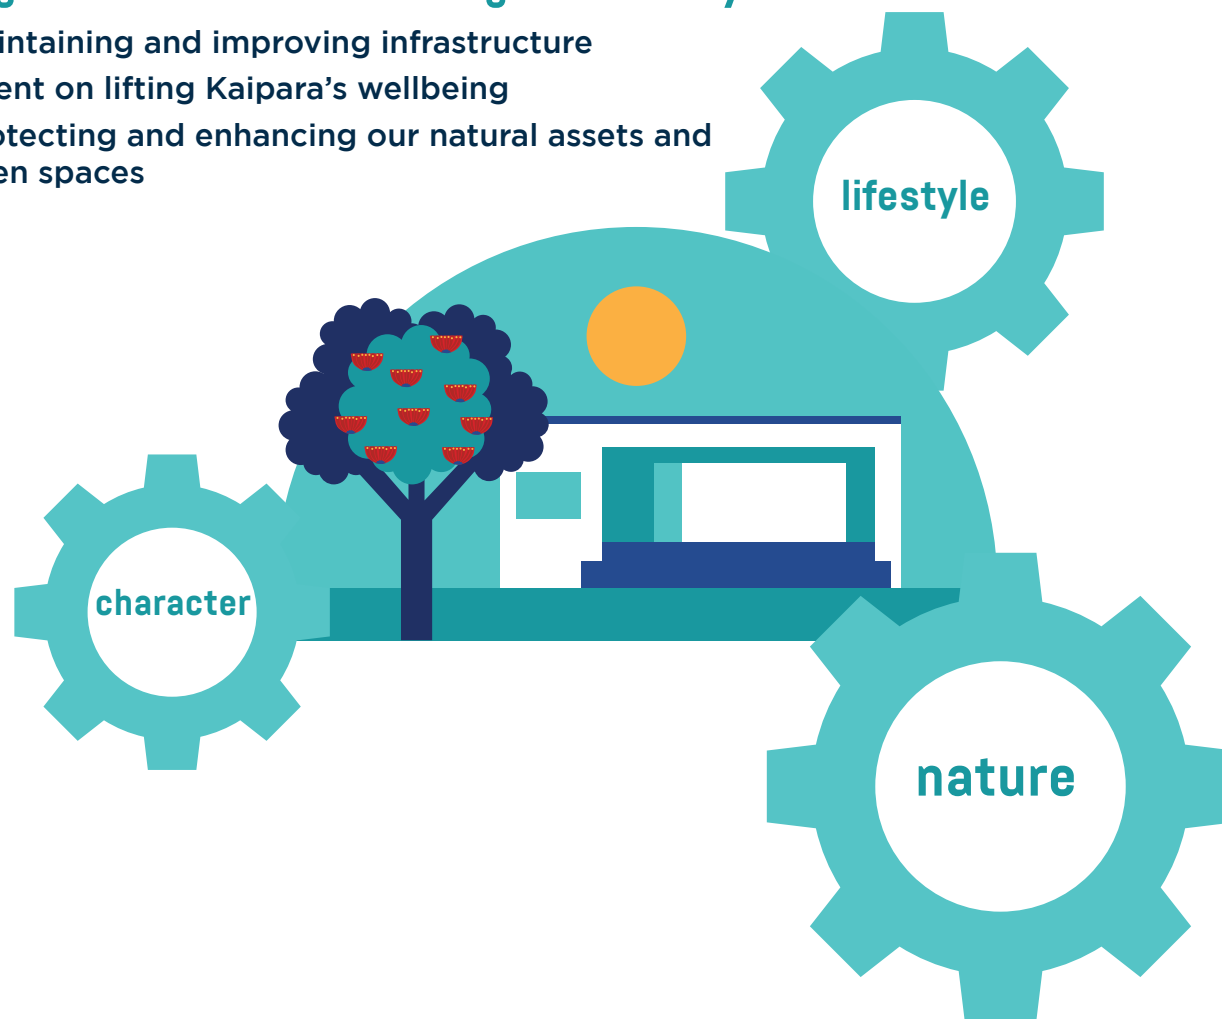 intaining and improving infrastructure
ent on lifting Kaipara's wellbeing
otecting and enhancing our natural assets and
en spaces
lifestyle
character
nature